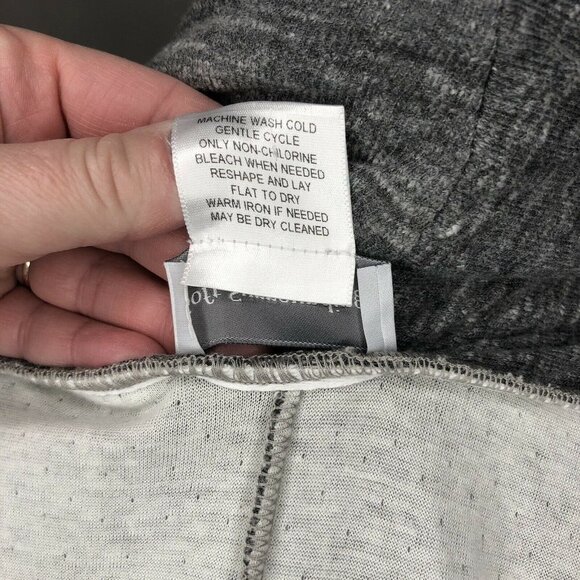 MACHINE WASH COLD
GENTLE CYCLE
ONLY NON-CHLORINE
BLEACH WHEN NEEDED
RESHAPE AND LAY
FLAT TO DRY
WARM IRON IF NEEDED
MAY BE DRY CLEANED